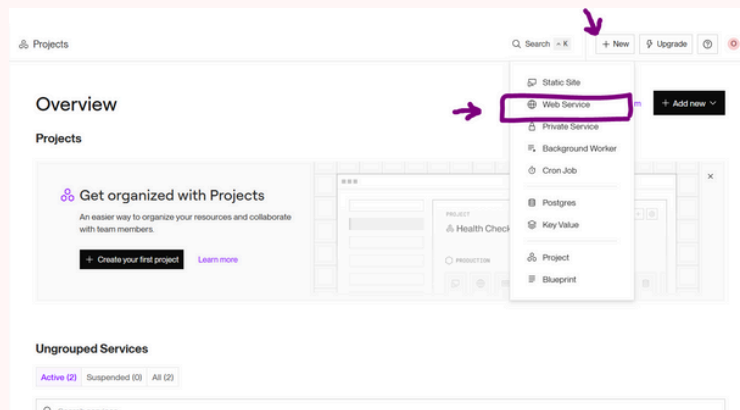 Projects
Search ^ K
+ New
Upgrade
Static Site
Overview
Web Service
m
+ Add new
Projects
Private Service
Background Worker
Cron Job
Get organized with Projects
An easier way to organize your resources and collaborate
with team members.
Postgres
PROJECT
Key Value
Health Check
+ Create your first project
Learn more
Project
PRODUCTION
Blueprint
Ungrouped Services
Active (2)
Suspended (0)
All (2)